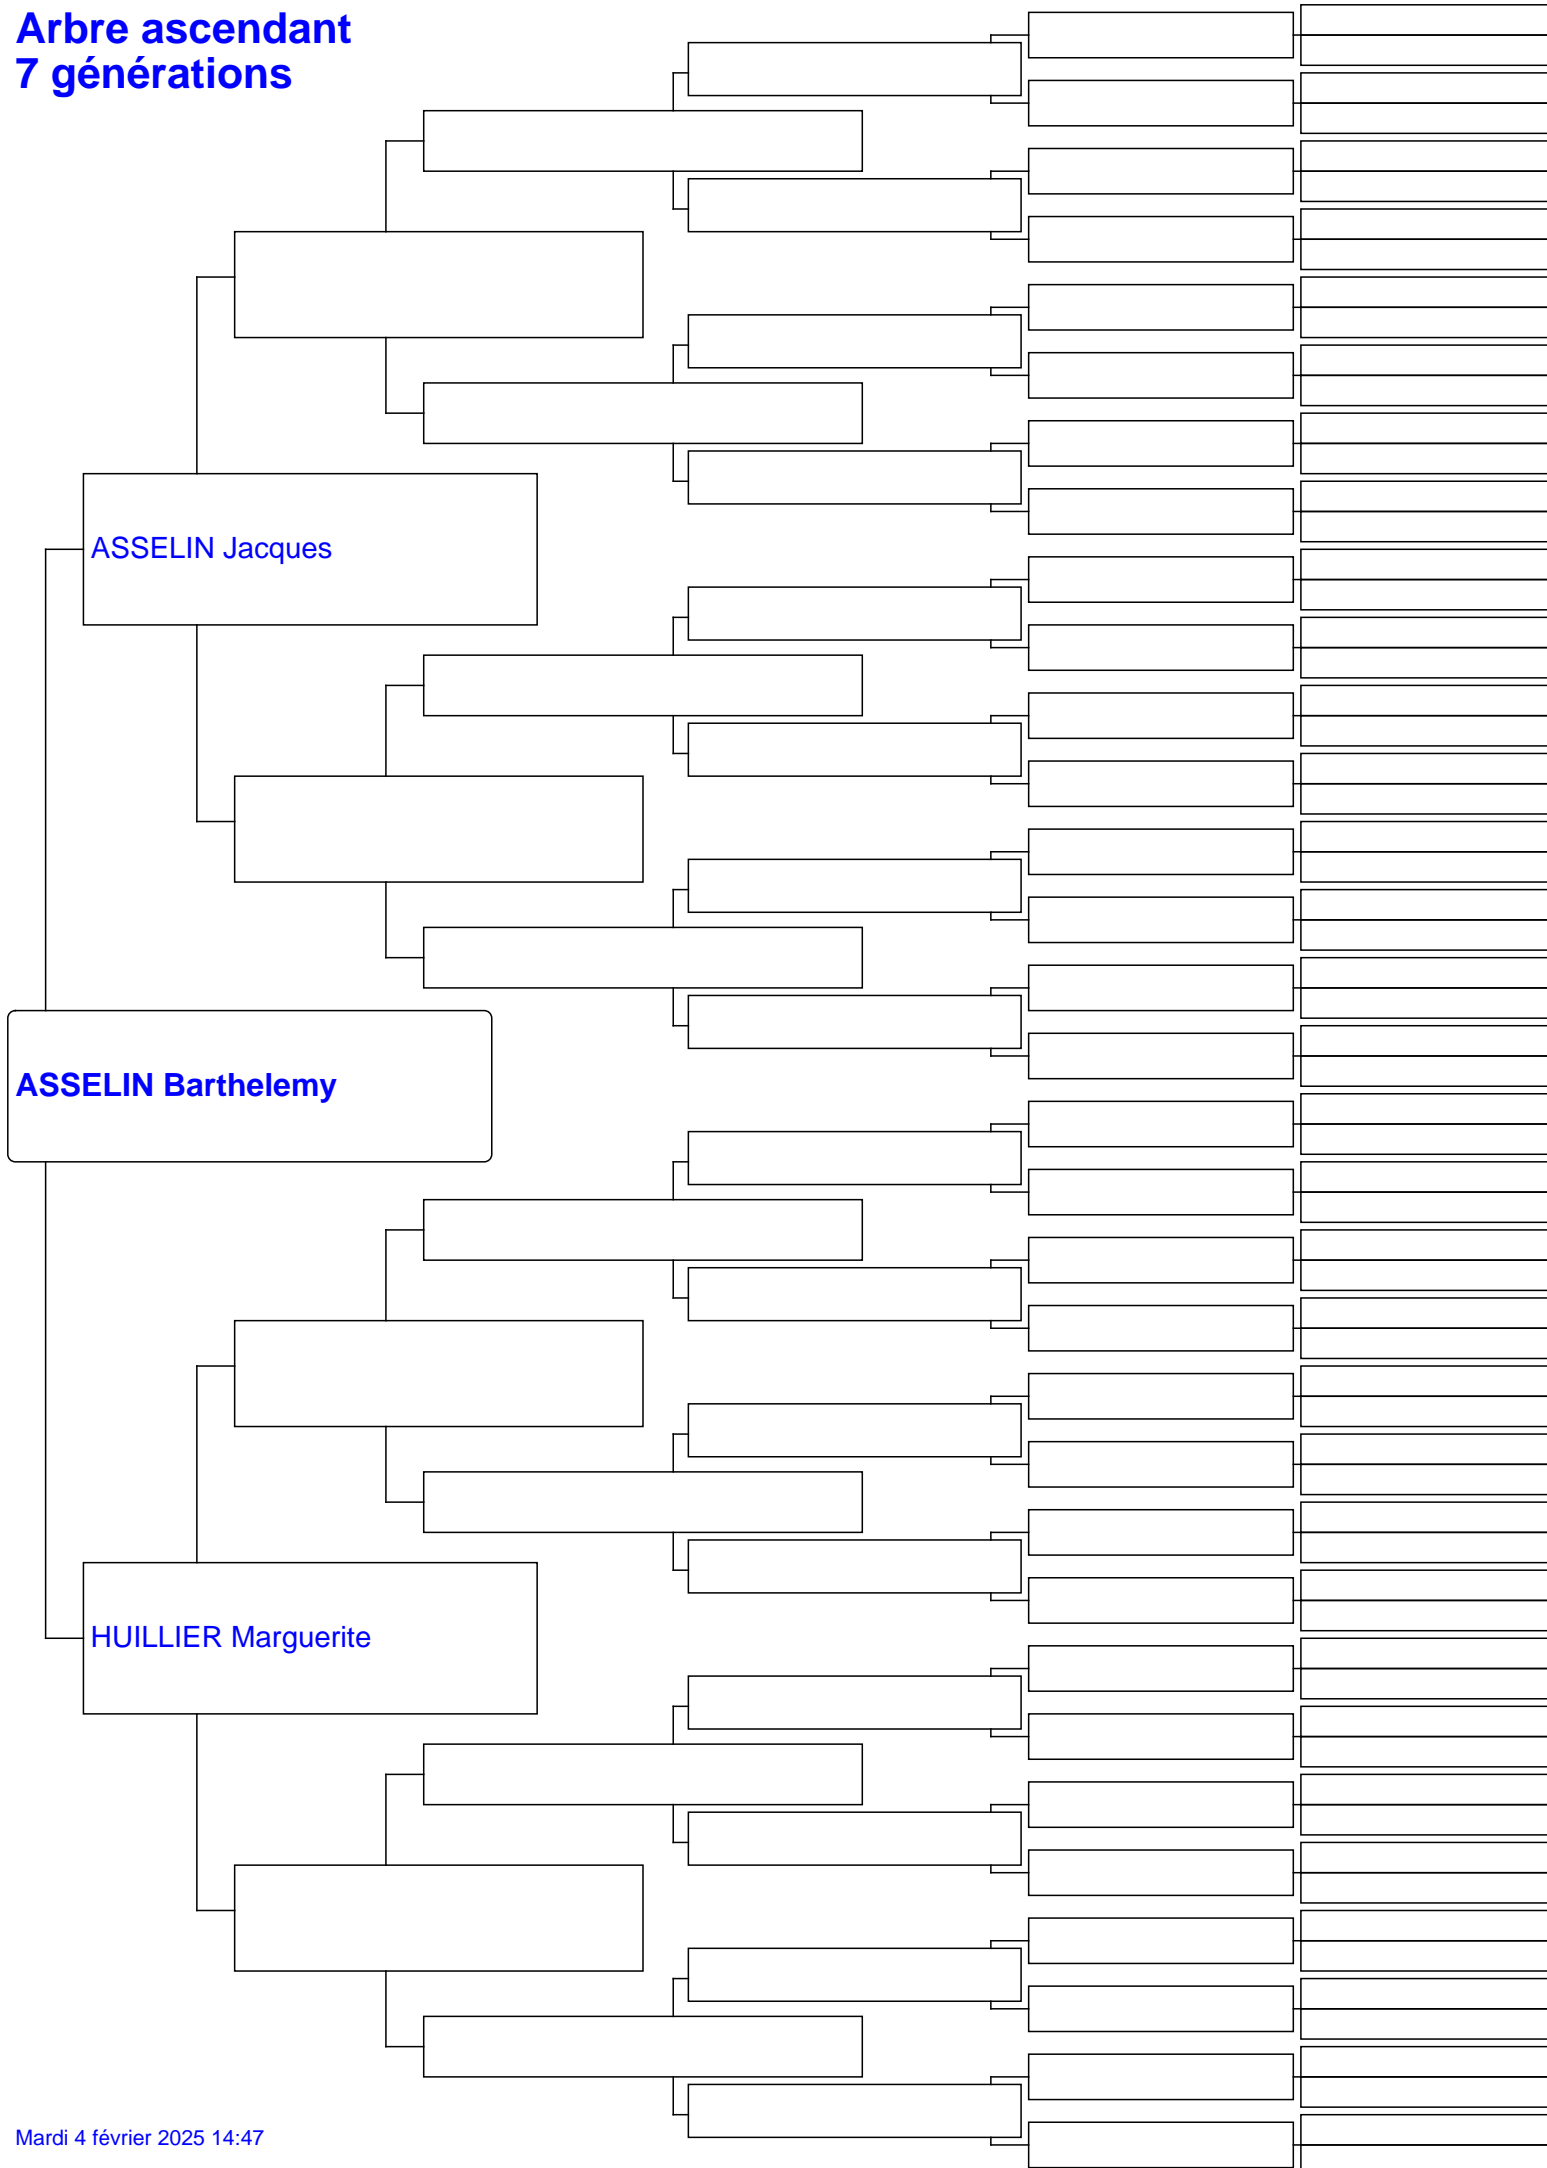 Arbre ascendant
7 générations
ASSELIN Jacques
ASSELIN Barthelemy
HUILLIER Marguerite
Mardi 4 février 2025 14:47